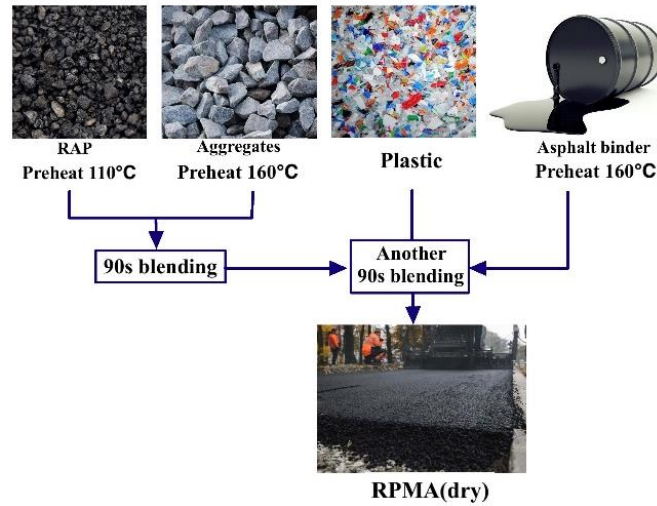 RAP
Preheat 110°C
Aggregates
Preheat 160°C
Plastic
Asphalt binder
Preheat 160°C
90s blending
Another
90s blending
RPMA(dry)